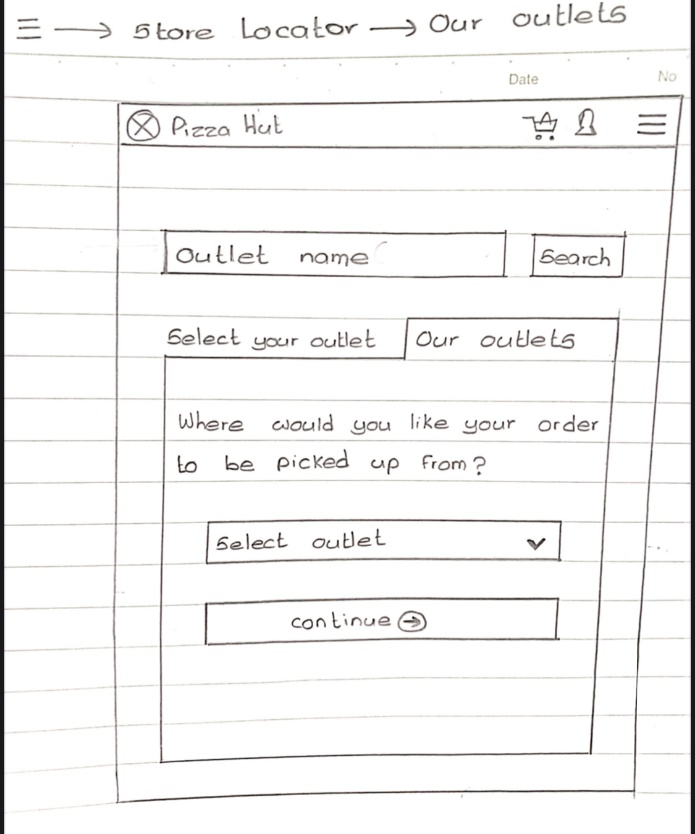 ☰ → Store Locator → Our outlets
Date No
Pizza Hut
Outlet name
Search
Select your outlet
Our outlets
Where would you like your order
to be picked up from?
Select outlet
continue